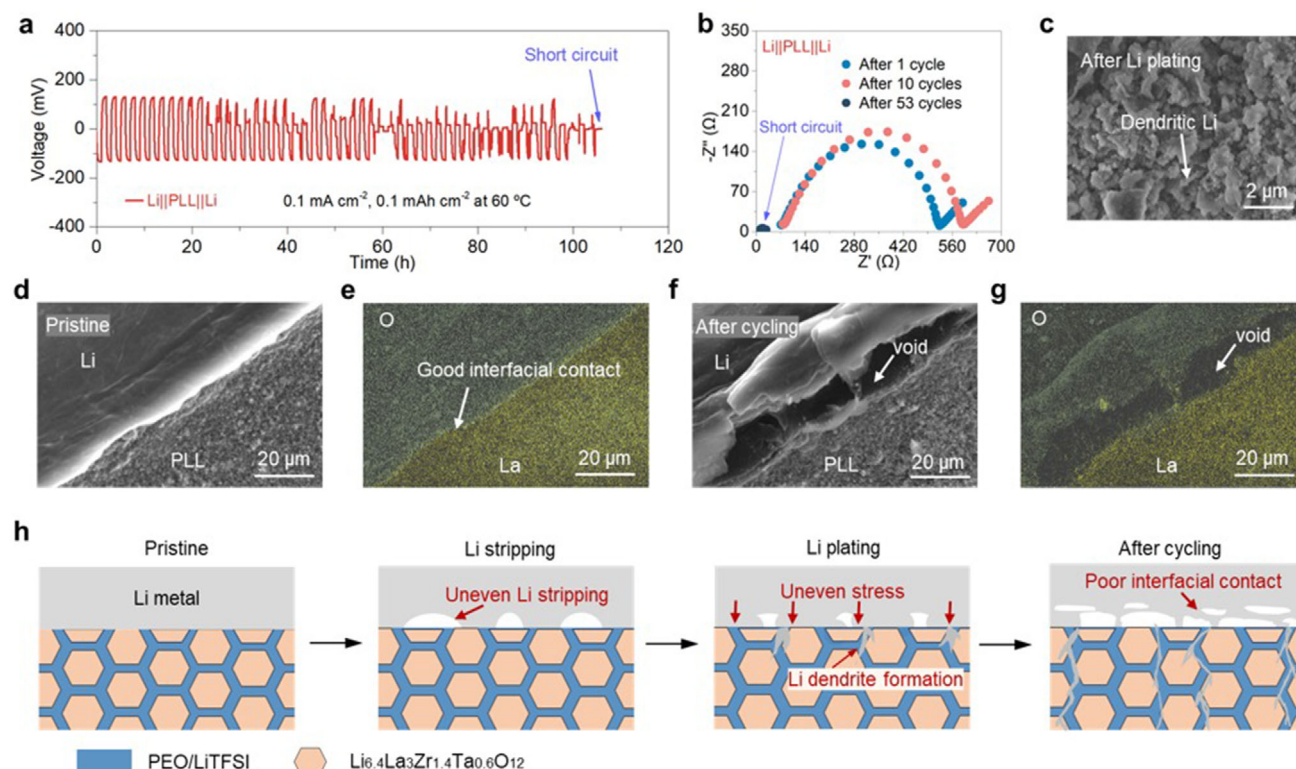 a
400
200
0
-200
-400
Voltage (mV)
Short circuit
Li||PLL||Li
0.1 mA cm⁻², 0.1 mAh cm⁻² at 60 ºC
0 20 40 60 80 100 120
Time (h)
b
350
280
210
140
70
0
-Z'' (Ω)
Li||PLL||Li
After 1 cycle
After 10 cycles
After 53 cycles
Short circuit
0 140 280 420 560 700
Z' (Ω)
c
After Li plating
Dendritic Li
2 µm
d
Pristine
Li
PLL
20 µm
e
O
Good interfacial contact
La
20 µm
f
After cycling
Li
void
PLL
20 µm
g
O
void
La
20 µm
h
Pristine
Li metal
Li stripping
Uneven Li stripping
Li plating
Uneven stress
Li dendrite formation
After cycling
Poor interfacial contact
PEO/LiTFSI
Li₆.₄La₃Zr₁.₄Ta₀.₆O₁₂